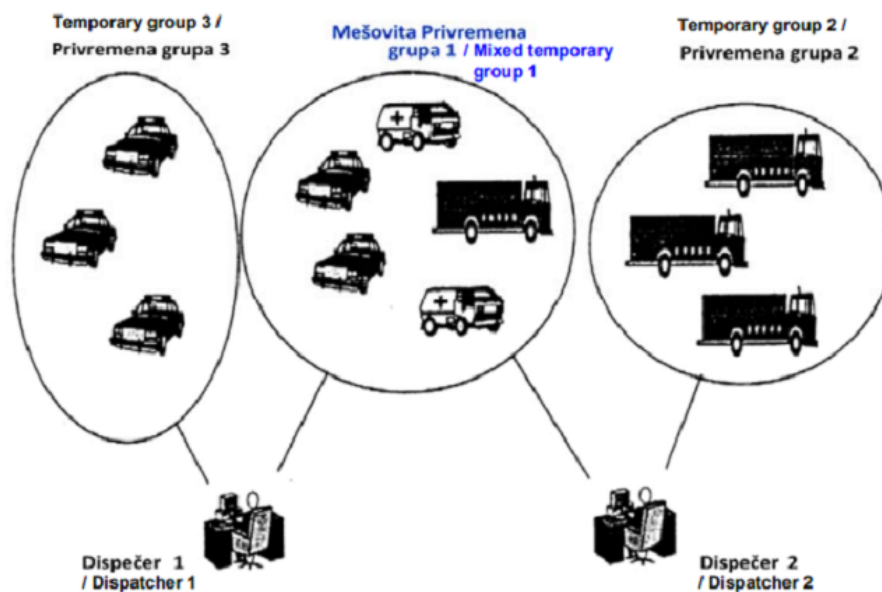 Temporary group 3 /
Privremena grupa 3
Mešovita Privremena
grupa 1 / Mixed temporary
group 1
Temporary group 2 /
Privremena grupa 2
Dispečer 1
/ Dispatcher 1
Dispečer 2
/ Dispatcher 2